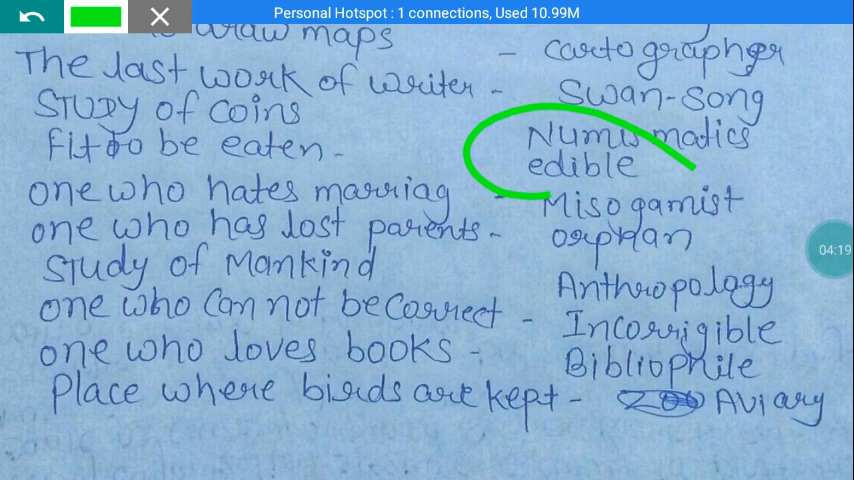 Personal Hotspot : 1 connections, Used 10.99M
draw maps - cartographer
The last work of writer - Swan-song
STUDY of coins Numismatics
fit to be eaten - edible
one who hates marriag - Misogamist
one who has lost parents - orphan
Study of Mankind Anthropology
one who can not be correct - Incorrigible
one who loves books - Bibliophile
Place where birds are kept - Aviary
04:19